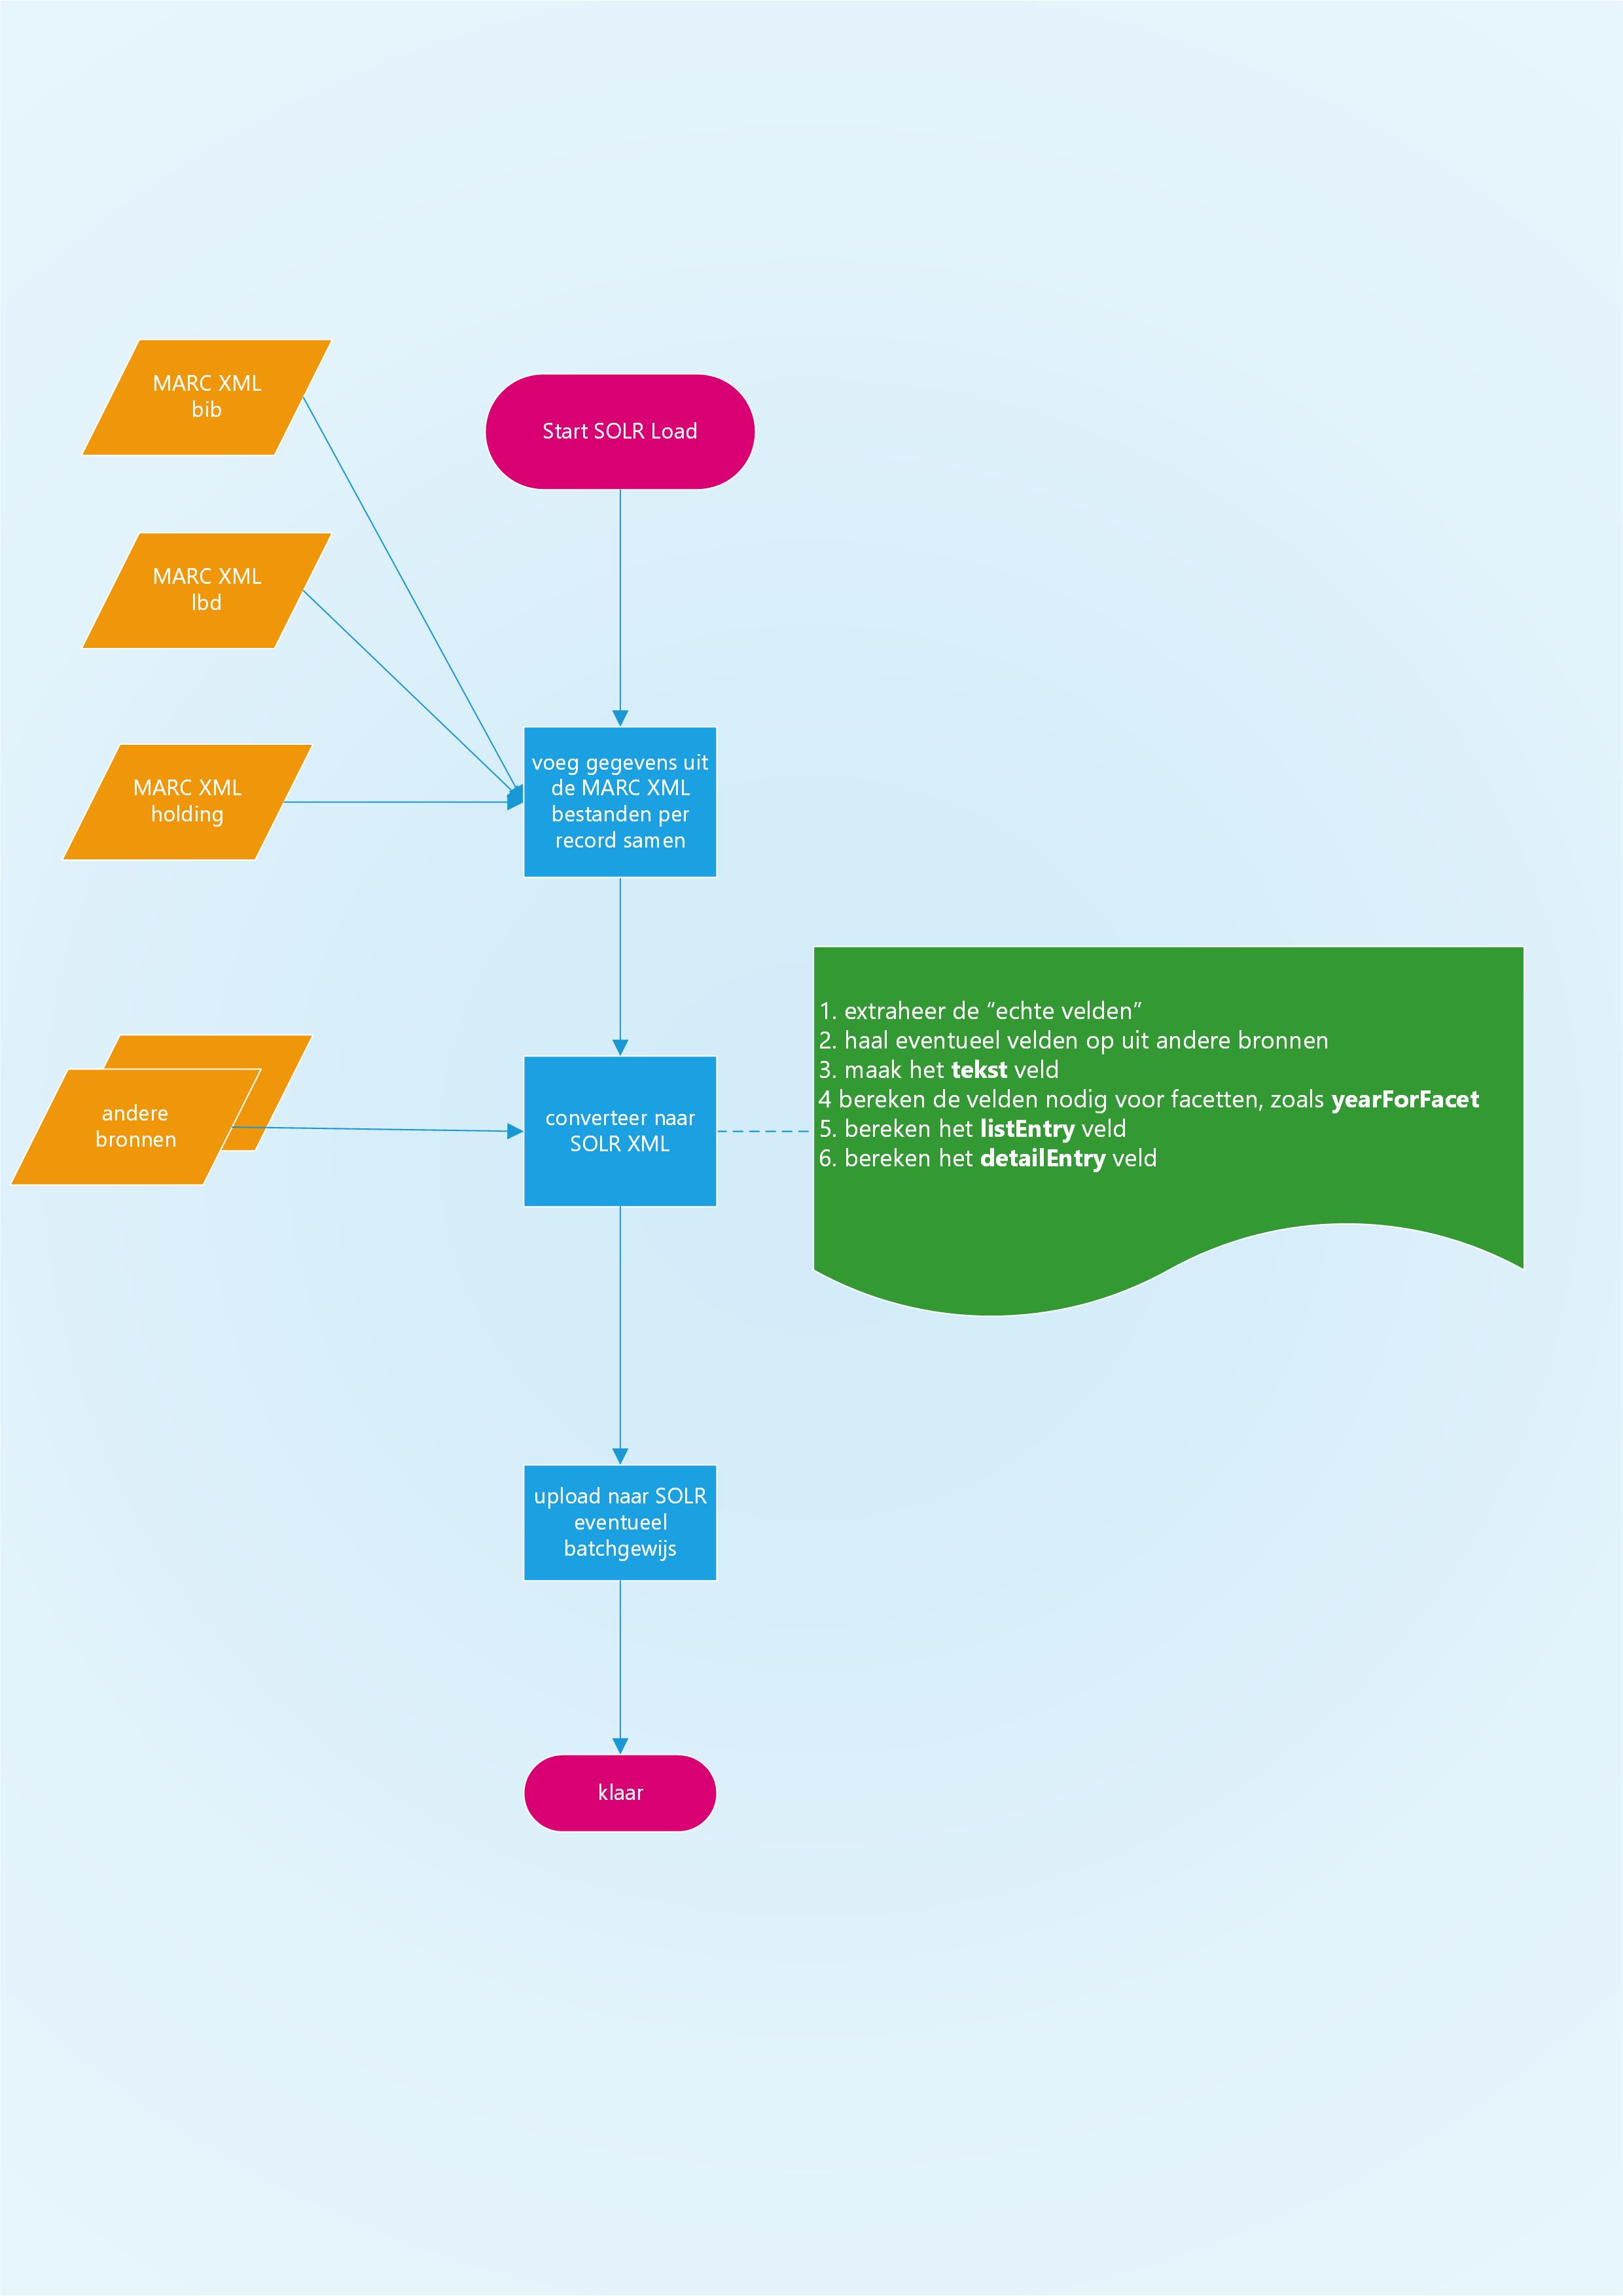 MARC XML
bib
Start SOLR Load
MARC XML
lbd
voeg gegevens uit
de MARC XML
bestanden per
record samen
MARC XML
holding
1. extraheer de “echte velden”
2. haal eventueel velden op uit andere bronnen
3. maak het tekst veld
4 bereken de velden nodig voor facetten, zoals yearForFacet
5. bereken het listEntry veld
6. bereken het detailEntry veld
andere
bronnen
converteer naar
SOLR XML
upload naar SOLR
eventueel
batchgewijs
klaar